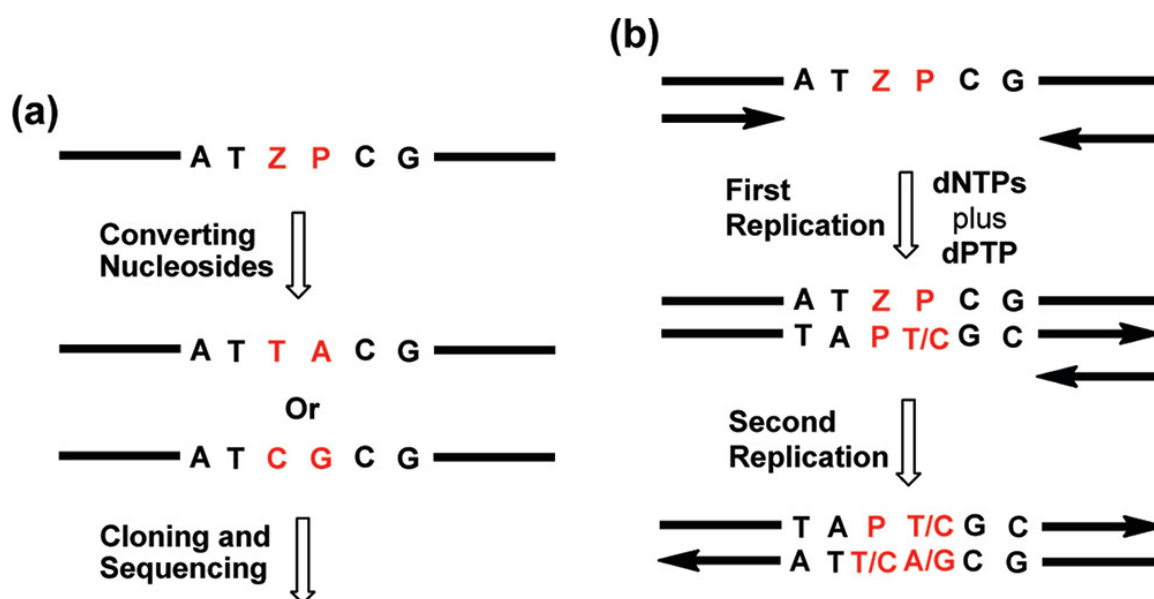 (a)
A T Z P C G
Converting
Nucleosides
A T T A C G
Or
A T C G C G
Cloning and
Sequencing
(b)
A T Z P C G
First
Replication
dNTPs
plus
dPTP
A T Z P C G
T A P T/C G C
Second
Replication
T A P T/C G C
A T T/C A/G C G